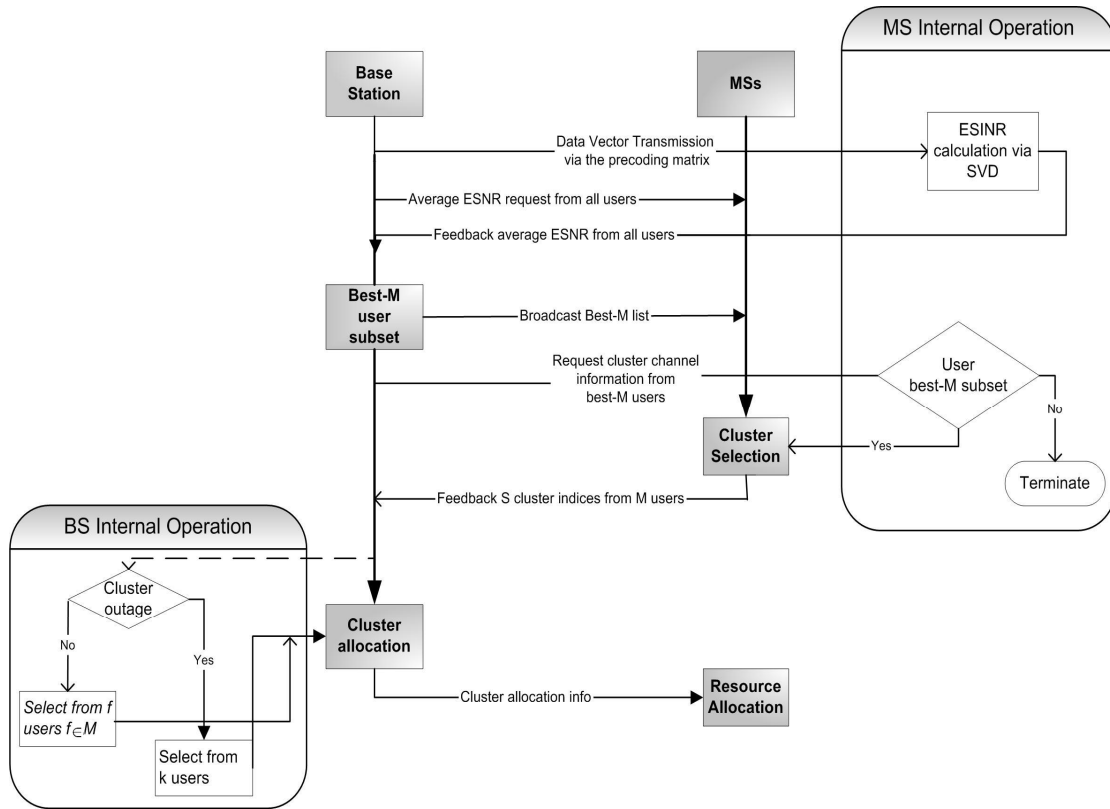 MS Internal Operation
Base
Station
MSs
Data Vector Transmission
via the precoding matrix
ESINR
calculation via
SVD
Average ESNR request from all users
Feedback average ESNR from all users
Best-M
user
subset
Broadcast Best-M list
Request cluster channel
information from
best-M users
User
best-M subset
No
Yes
Cluster
Selection
Terminate
Feedback S cluster indices from M users
BS Internal Operation
Cluster
outage
No
Yes
Cluster
allocation
Select from f
users f∈M
Select from
k users
Cluster allocation info
Resource
Allocation